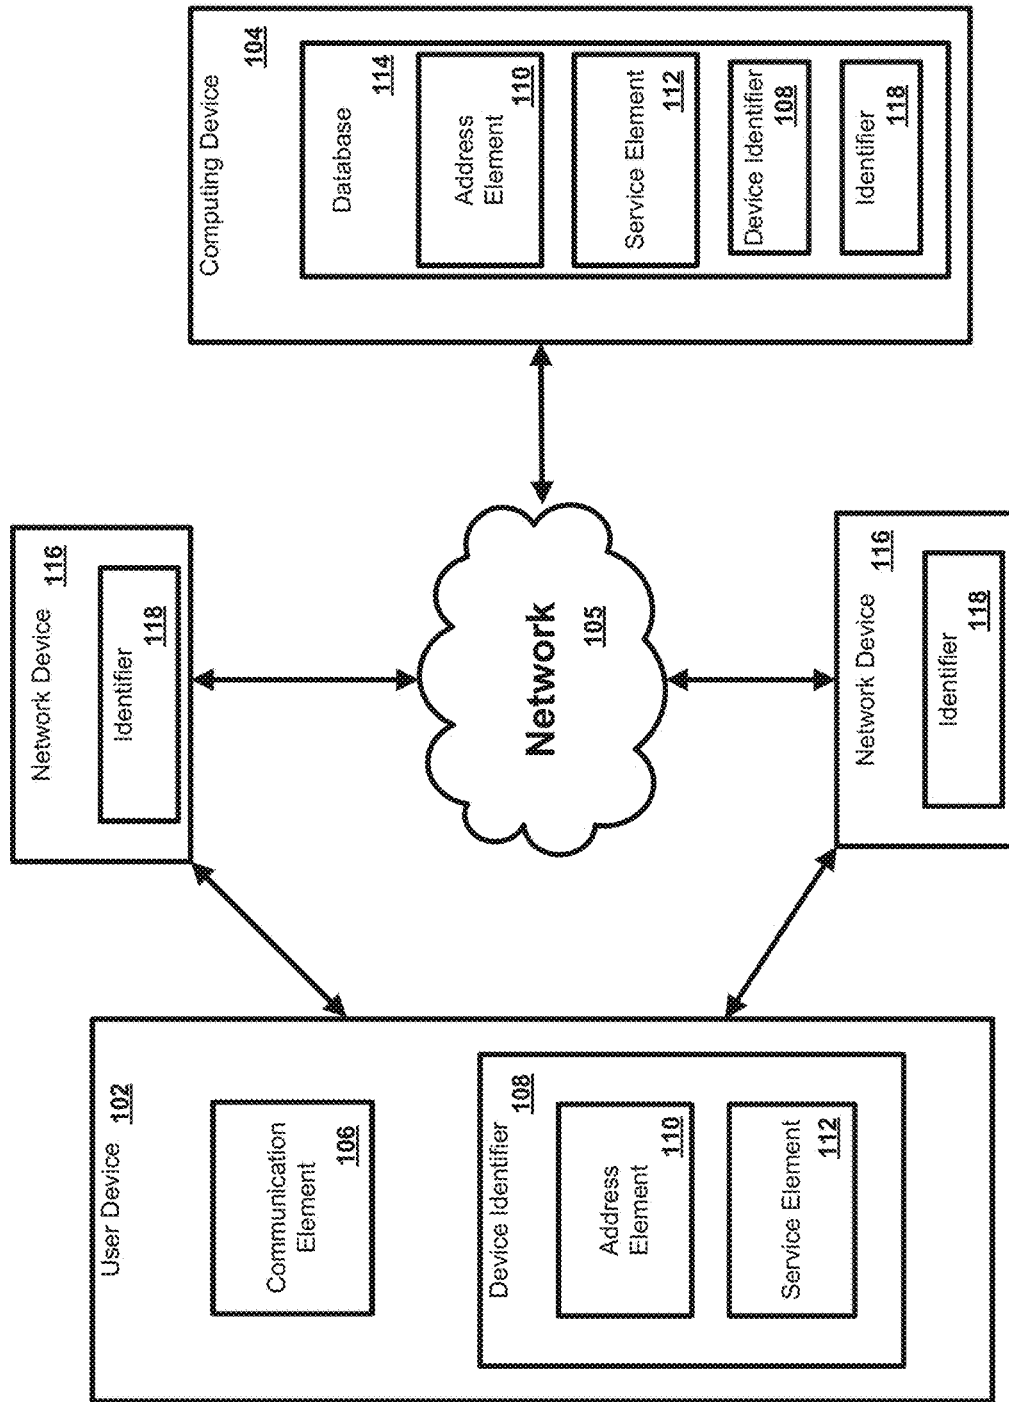 User Device
102
Communication
Element
106
Device Identifier
108
Address
Element
110
Service Element
112
Network Device
116
Identifier
118
Network
105
Network Device
116
Identifier
118
Computing Device
104
Database
114
Address
Element
110
Service Element
112
Device Identifier
108
Identifier
118